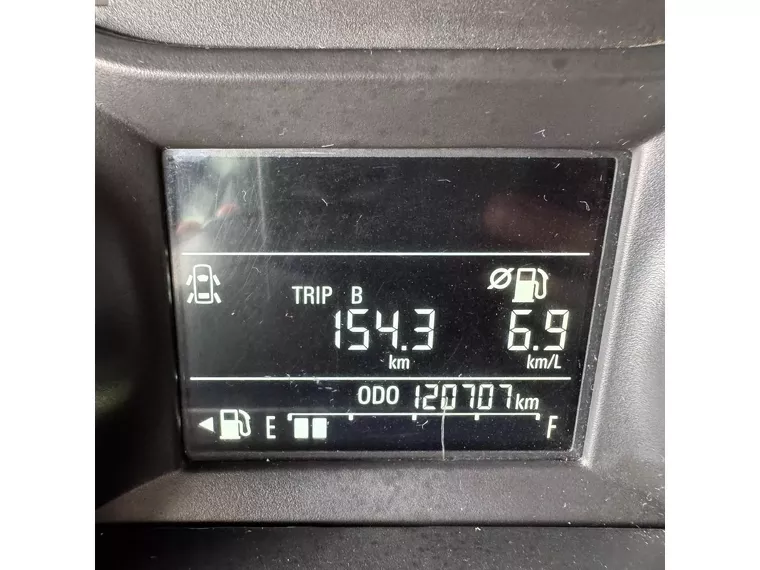 TRIP B
154.3 6.9
km km/L
ODO 120707 km
E F